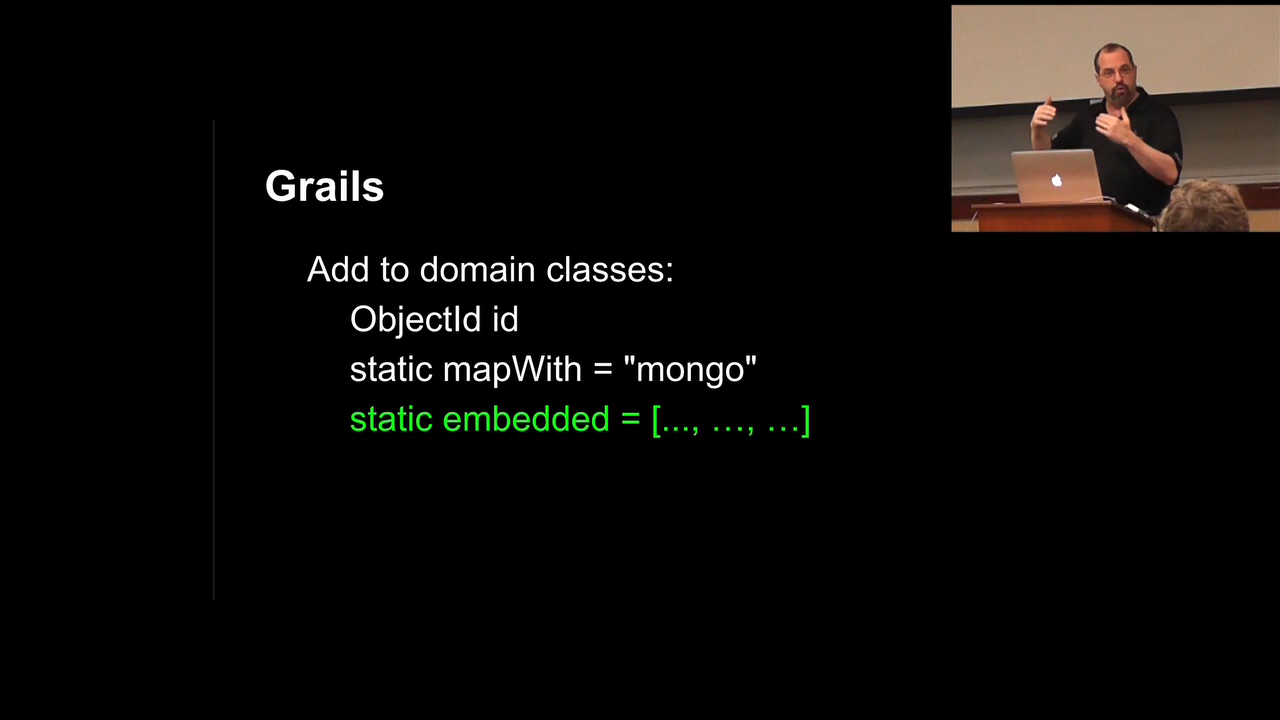 Grails
Add to domain classes:
ObjectId id
static mapWith = "mongo"
static embedded = [..., …, …]